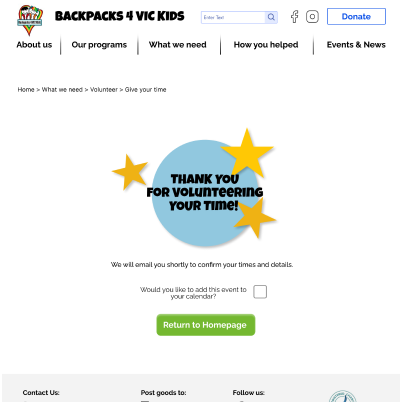 BACKPACKS 4 VIC KIDS
Enter Text
Donate
About us
Our programs
What we need
How you helped
Events & News
Home > What we need > Volunteer > Give your time
THANK YOU
FOR VOLUNTEERING
YOUR TIME!
We will email you shortly to confirm your times and details.
Would you like to add this event to
your calendar?
Return to Homepage
Contact Us:
Post goods to:
Follow us: